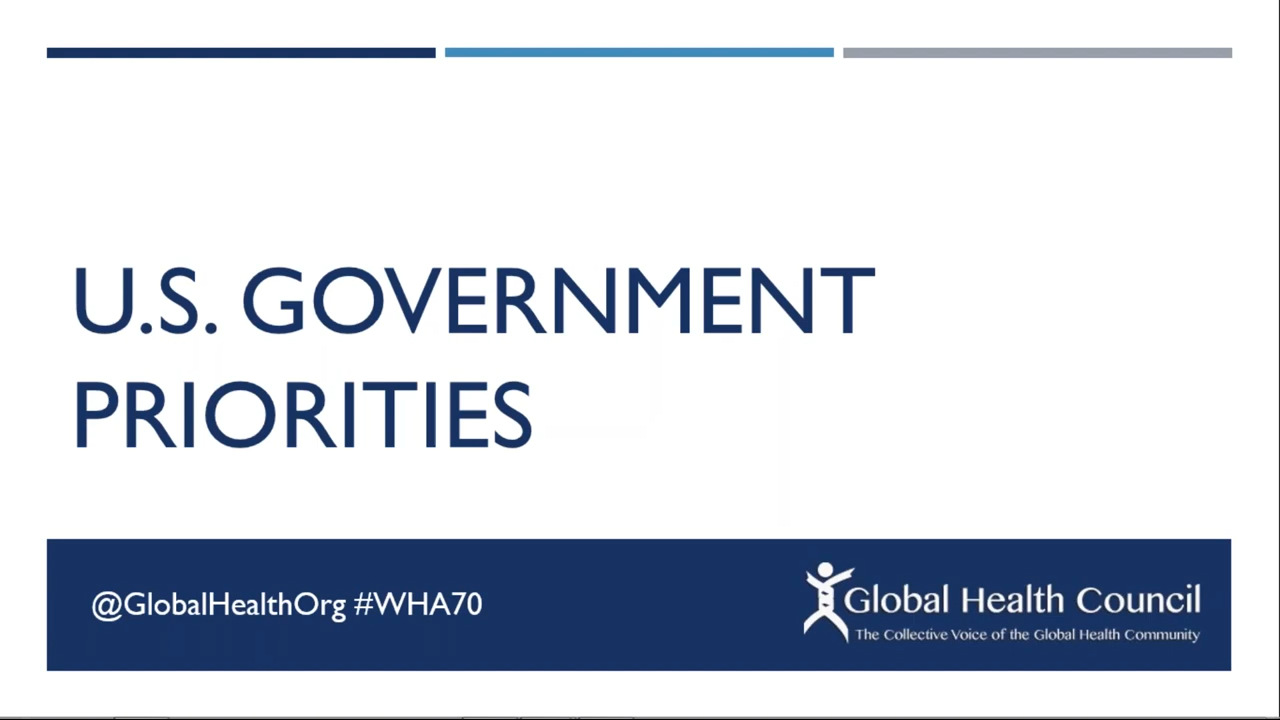 U.S. GOVERNMENT
PRIORITIES
@GlobalHealthOrg #WHA70
Global Health Council
The Collective Voice of the Global Health Community